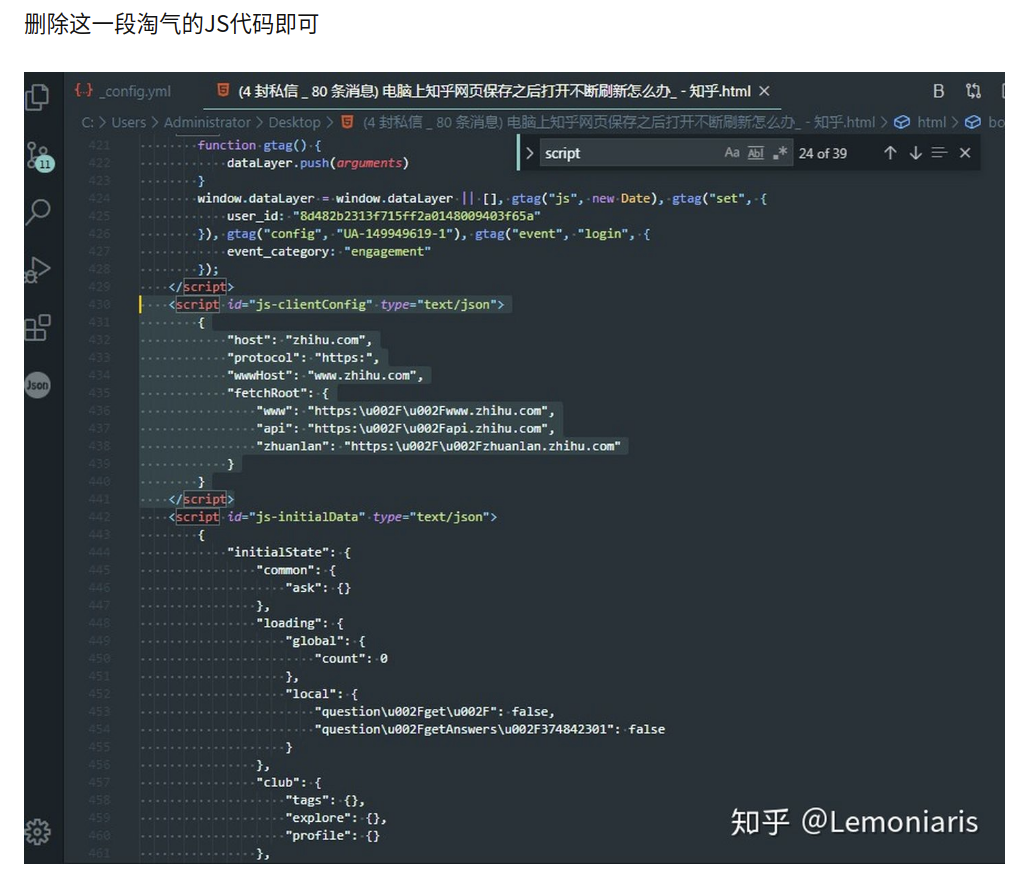 删除这一段淘气的JS代码即可
{..} _config.yml
(4 封私信 _ 80 条消息) 电脑上知乎网页保存之后打开不断刷新怎么办_ - 知乎.html ×
B
C: > Users > Administrator > Desktop > (4 封私信 _ 80 条消息) 电脑上知乎网页保存之后打开不断刷新怎么办_ - 知乎.html > html > bo
script Aa Abl .* 24 of 39
11
Json
421 function gtag() {
422 dataLayer.push(arguments)
423 }
424 window.dataLayer = window.dataLayer || [], gtag("js", new Date), gtag("set", {
425 user_id: "8d482b2313f715ff2a0148009403f65a"
426 }), gtag("config", "UA-149949619-1"), gtag("event", "login", {
427 event_category: "engagement"
428 });
429 </script>
430 <script id="js-clientConfig" type="text/json">
431 {
432 "host": "zhihu.com",
433 "protocol": "https:",
434 "wwwHost": "www.zhihu.com",
435 "fetchRoot": {
436 "www": "https:\u002F\u002Fwww.zhihu.com",
437 "api": "https:\u002F\u002Fapi.zhihu.com",
438 "zhuanlan": "https:\u002F\u002Fzhuanlan.zhihu.com"
439 }
440 }
441 </script>
442 <script id="js-initialData" type="text/json">
443 {
444 "initialState": {
445 "common": {
446 "ask": {}
447 },
448 "loading": {
449 "global": {
450 "count": 0
451 },
452 "local": {
453 "question\u002Fget\u002F": false,
454 "question\u002FgetAnswers\u002F374842301": false
455 }
456 },
457 "club": {
458 "tags": {},
459 "explore": {},
460 "profile": {}
461 },
知乎 @Lemoniaris